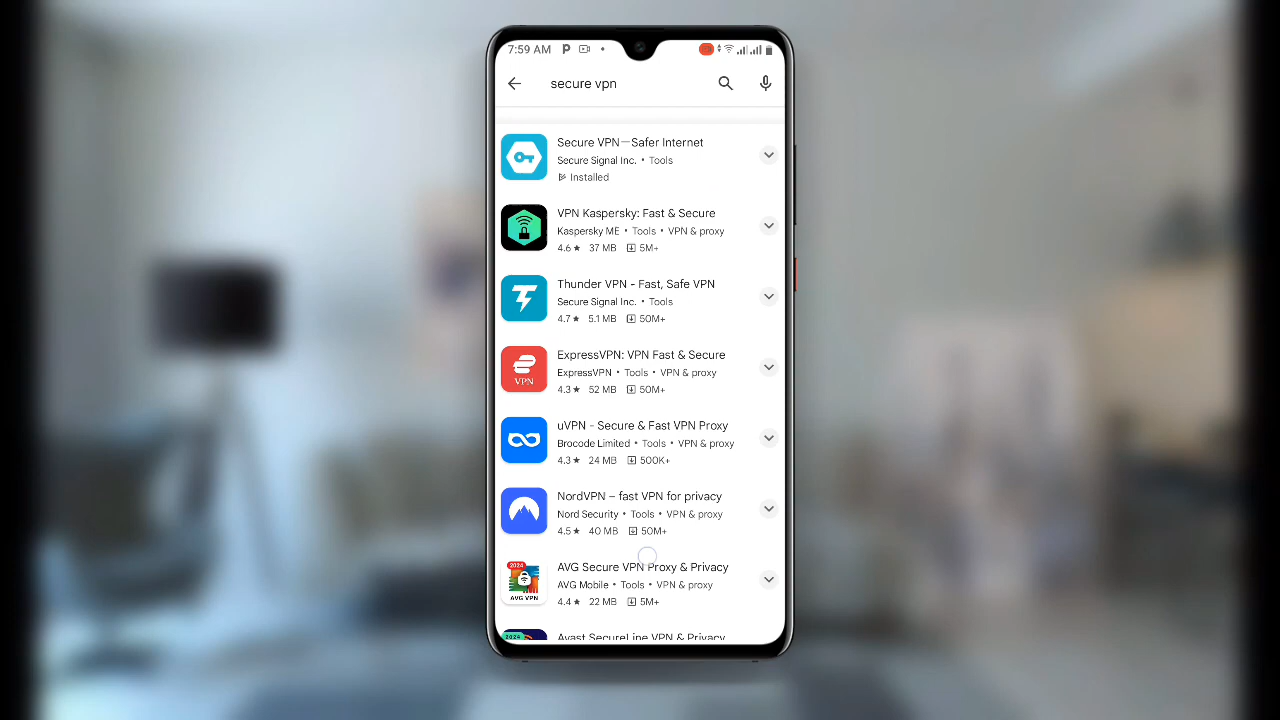 7:59 AM P
secure vpn
Secure VPN—Safer Internet
Secure Signal Inc. • Tools
Installed
VPN Kaspersky: Fast & Secure
Kaspersky ME • Tools • VPN & proxy
4.6★ 37 MB 5M+
Thunder VPN - Fast, Safe VPN
Secure Signal Inc. • Tools
4.7★ 5.1 MB 50M+
VPN
ExpressVPN: VPN Fast & Secure
ExpressVPN • Tools • VPN & proxy
4.3★ 52 MB 50M+
uVPN - Secure & Fast VPN Proxy
Brocode Limited • Tools • VPN & proxy
4.3★ 24 MB 500K+
NordVPN – fast VPN for privacy
Nord Security • Tools • VPN & proxy
4.5★ 40 MB 50M+
2024
AVG VPN
AVG Secure VPN Proxy & Privacy
AVG Mobile • Tools • VPN & proxy
4.4★ 22 MB 5M+
2024
Avast SecureLine VPN & Privacy